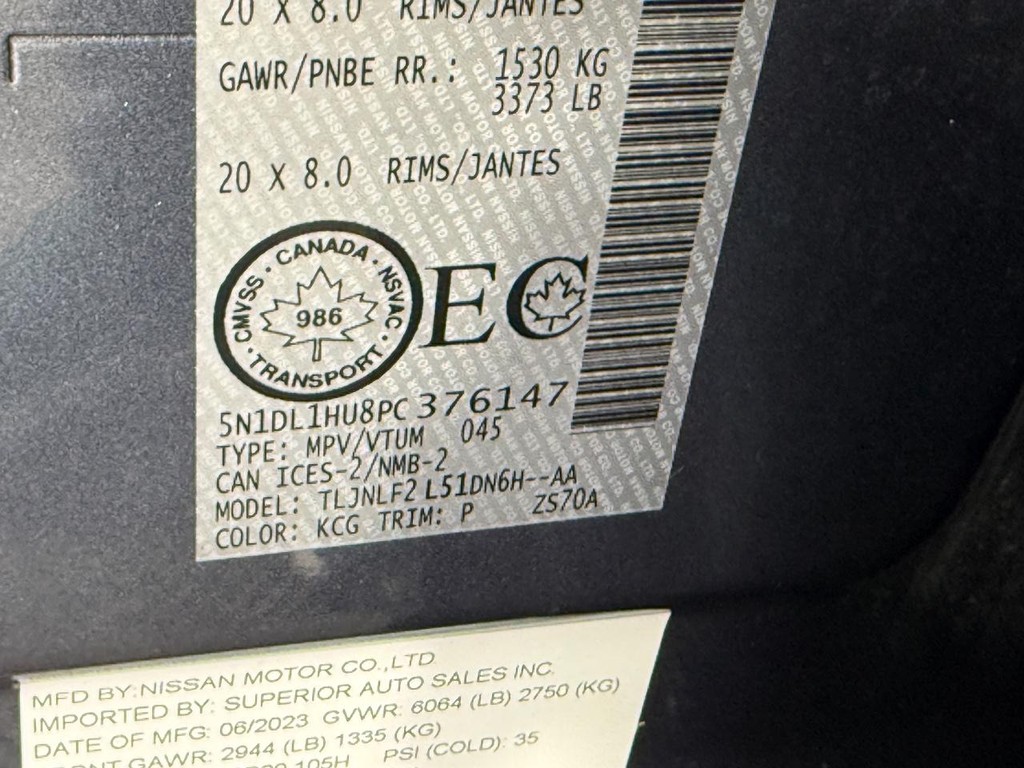 20 X 8.0 RIMS/JANTES
GAWR/PNBE RR.: 1530 KG
3373 LB
20 X 8.0 RIMS/JANTES
CMVSS · CANADA · NSVAC · TRANSPORT ·
986
EC
5N1DL1HU8PC376147
TYPE: MPV/VTUM 045
CAN ICES-2/NMB-2
MODEL: TLJNLF2 L51DN6H--AA
COLOR: KCG TRIM: P ZS70A
MFD BY:NISSAN MOTOR CO.,LTD
IMPORTED BY: SUPERIOR AUTO SALES INC.
DATE OF MFG: 06/2023 GVWR: 6064 (LB) 2750 (KG)
GAWR: 2944 (LB) 1335 (KG)
105H PSI (COLD): 35